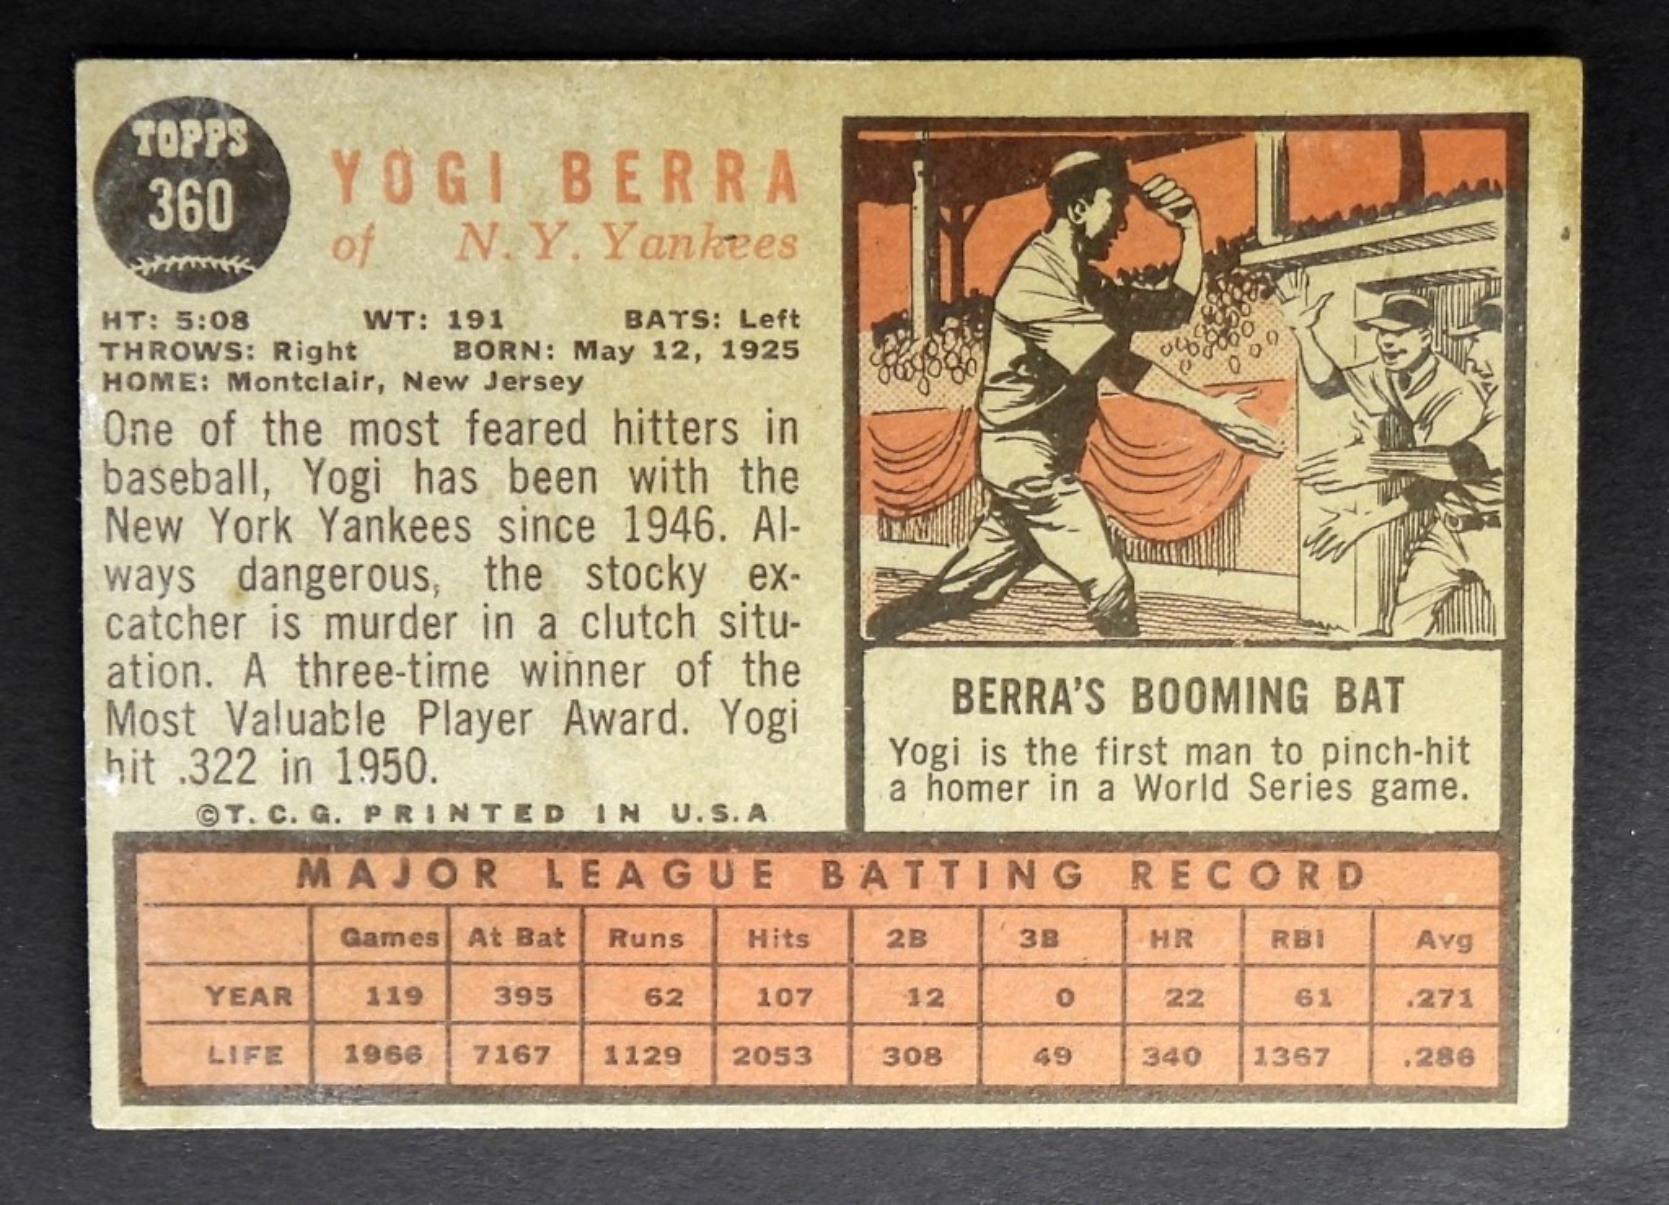 TOPPS
360
YOGI BERRA
of N. Y. Yankees
HT: 5:08 WT: 191 BATS: Left
THROWS: Right BORN: May 12, 1925
HOME: Montclair, New Jersey
One of the most feared hitters in
baseball, Yogi has been with the
New York Yankees since 1946. Al-
ways dangerous, the stocky ex-
catcher is murder in a clutch situ-
ation. A three-time winner of the
Most Valuable Player Award. Yogi
hit .322 in 1950.
©T. C. G. PRINTED IN U.S.A
BERRA'S BOOMING BAT
Yogi is the first man to pinch-hit
a homer in a World Series game.
MAJOR LEAGUE BATTING RECORD
Games At Bat Runs Hits 2B 3B HR RBI Avg
YEAR 119 395 62 107 12 0 22 61 .271
LIFE 1966 7167 1129 2053 308 49 340 1367 .286